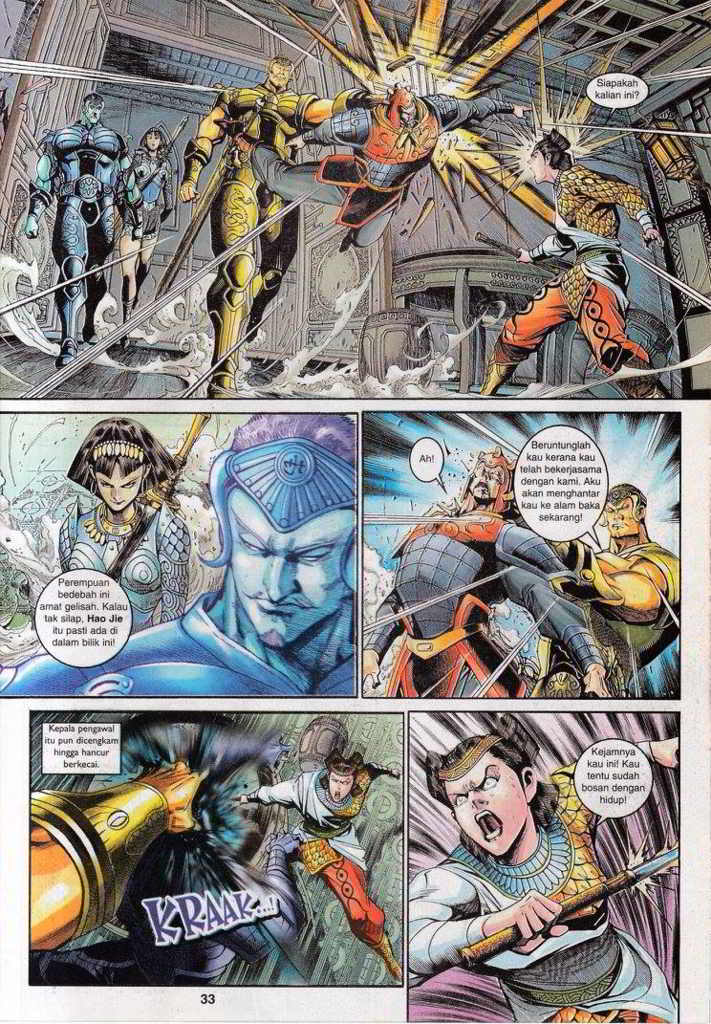 Siapakah
kalian ini?
Perempuan
bedebah ini
amat gelisah. Kalau
tak silap, Hao Jie
itu pasti ada di
dalam bilik ini!
Ah!
Beruntunglah
kau kerana kau
telah bekerjasama
dengan kami. Aku
akan menghantar
kau ke alam baka
sekarang!
Kepala pengawal
itu pun dicengkam
hingga hancur
berkecai.
KRAAK...!
Kejamnya
kau ini! Kau
tentu sudah
bosan dengan
hidup!
33